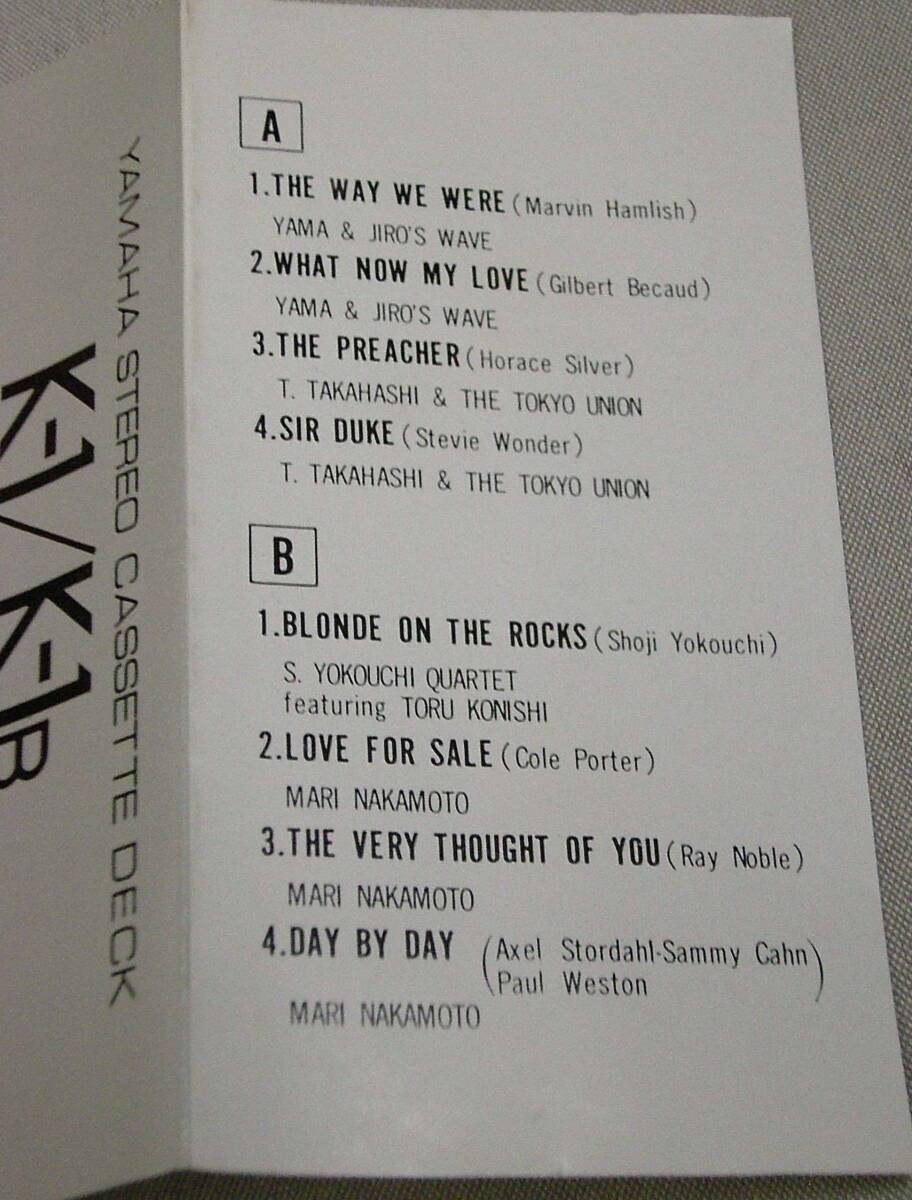 YAMAHA STEREO CASSETTE DECK
K-1/K-1B
A
1.THE WAY WE WERE (Marvin Hamlish)
YAMA & JIRO'S WAVE
2.WHAT NOW MY LOVE (Gilbert Becaud)
YAMA & JIRO'S WAVE
3.THE PREACHER (Horace Silver)
T. TAKAHASHI & THE TOKYO UNION
4.SIR DUKE (Stevie Wonder)
T. TAKAHASHI & THE TOKYO UNION
B
1.BLONDE ON THE ROCKS (Shoji Yokouchi)
S. YOKOUCHI QUARTET
featuring TORU KONISHI
2.LOVE FOR SALE (Cole Porter)
MARI NAKAMOTO
3.THE VERY THOUGHT OF YOU (Ray Noble)
MARI NAKAMOTO
4.DAY BY DAY (Axel Stordahl-Sammy Cahn
Paul Weston)
MARI NAKAMOTO